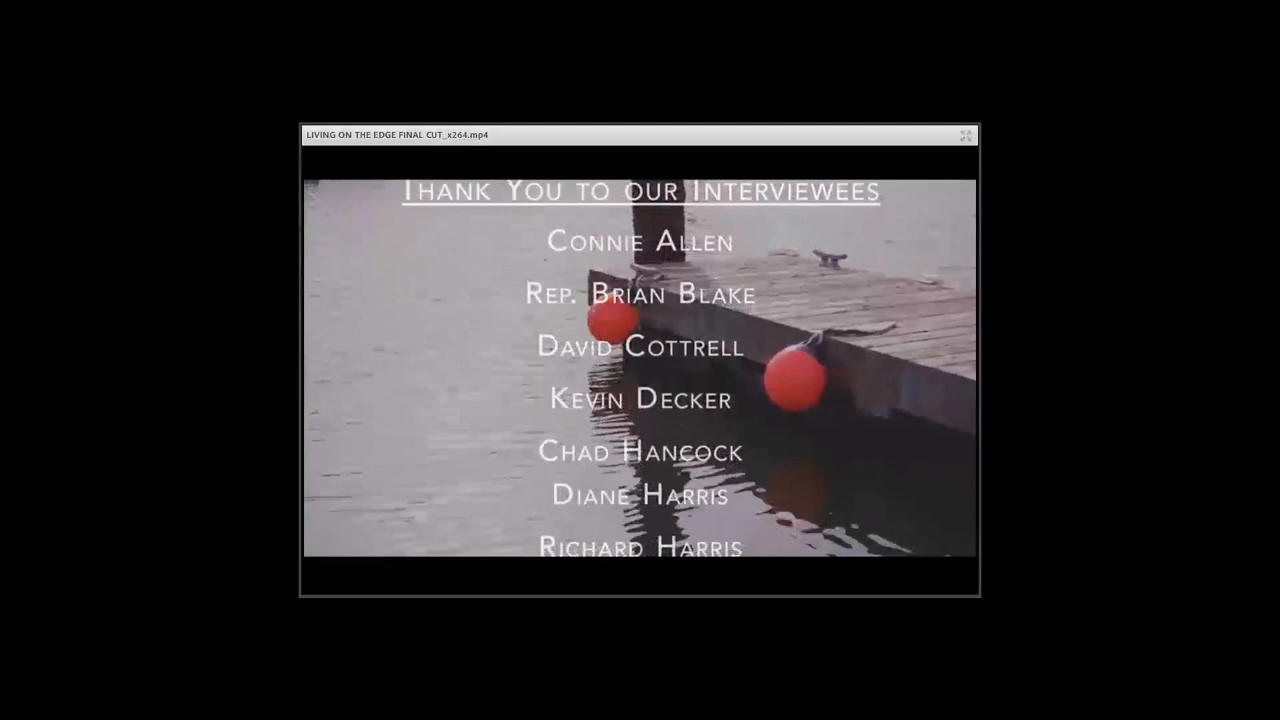 LIVING ON THE EDGE FINAL CUT_x264.mp4
THANK YOU TO OUR INTERVIEWEES
CONNIE ALLEN
REP. BRIAN BLAKE
DAVID COTTRELL
KEVIN DECKER
CHAD HANCOCK
DIANE HARRIS
RICHARD HARRIS